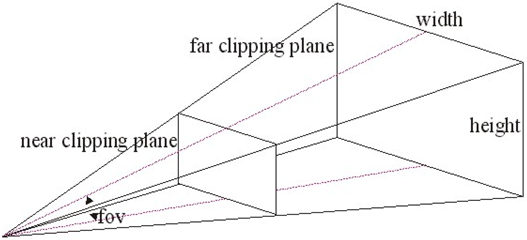 width
far clipping plane
height
near clipping plane
fov